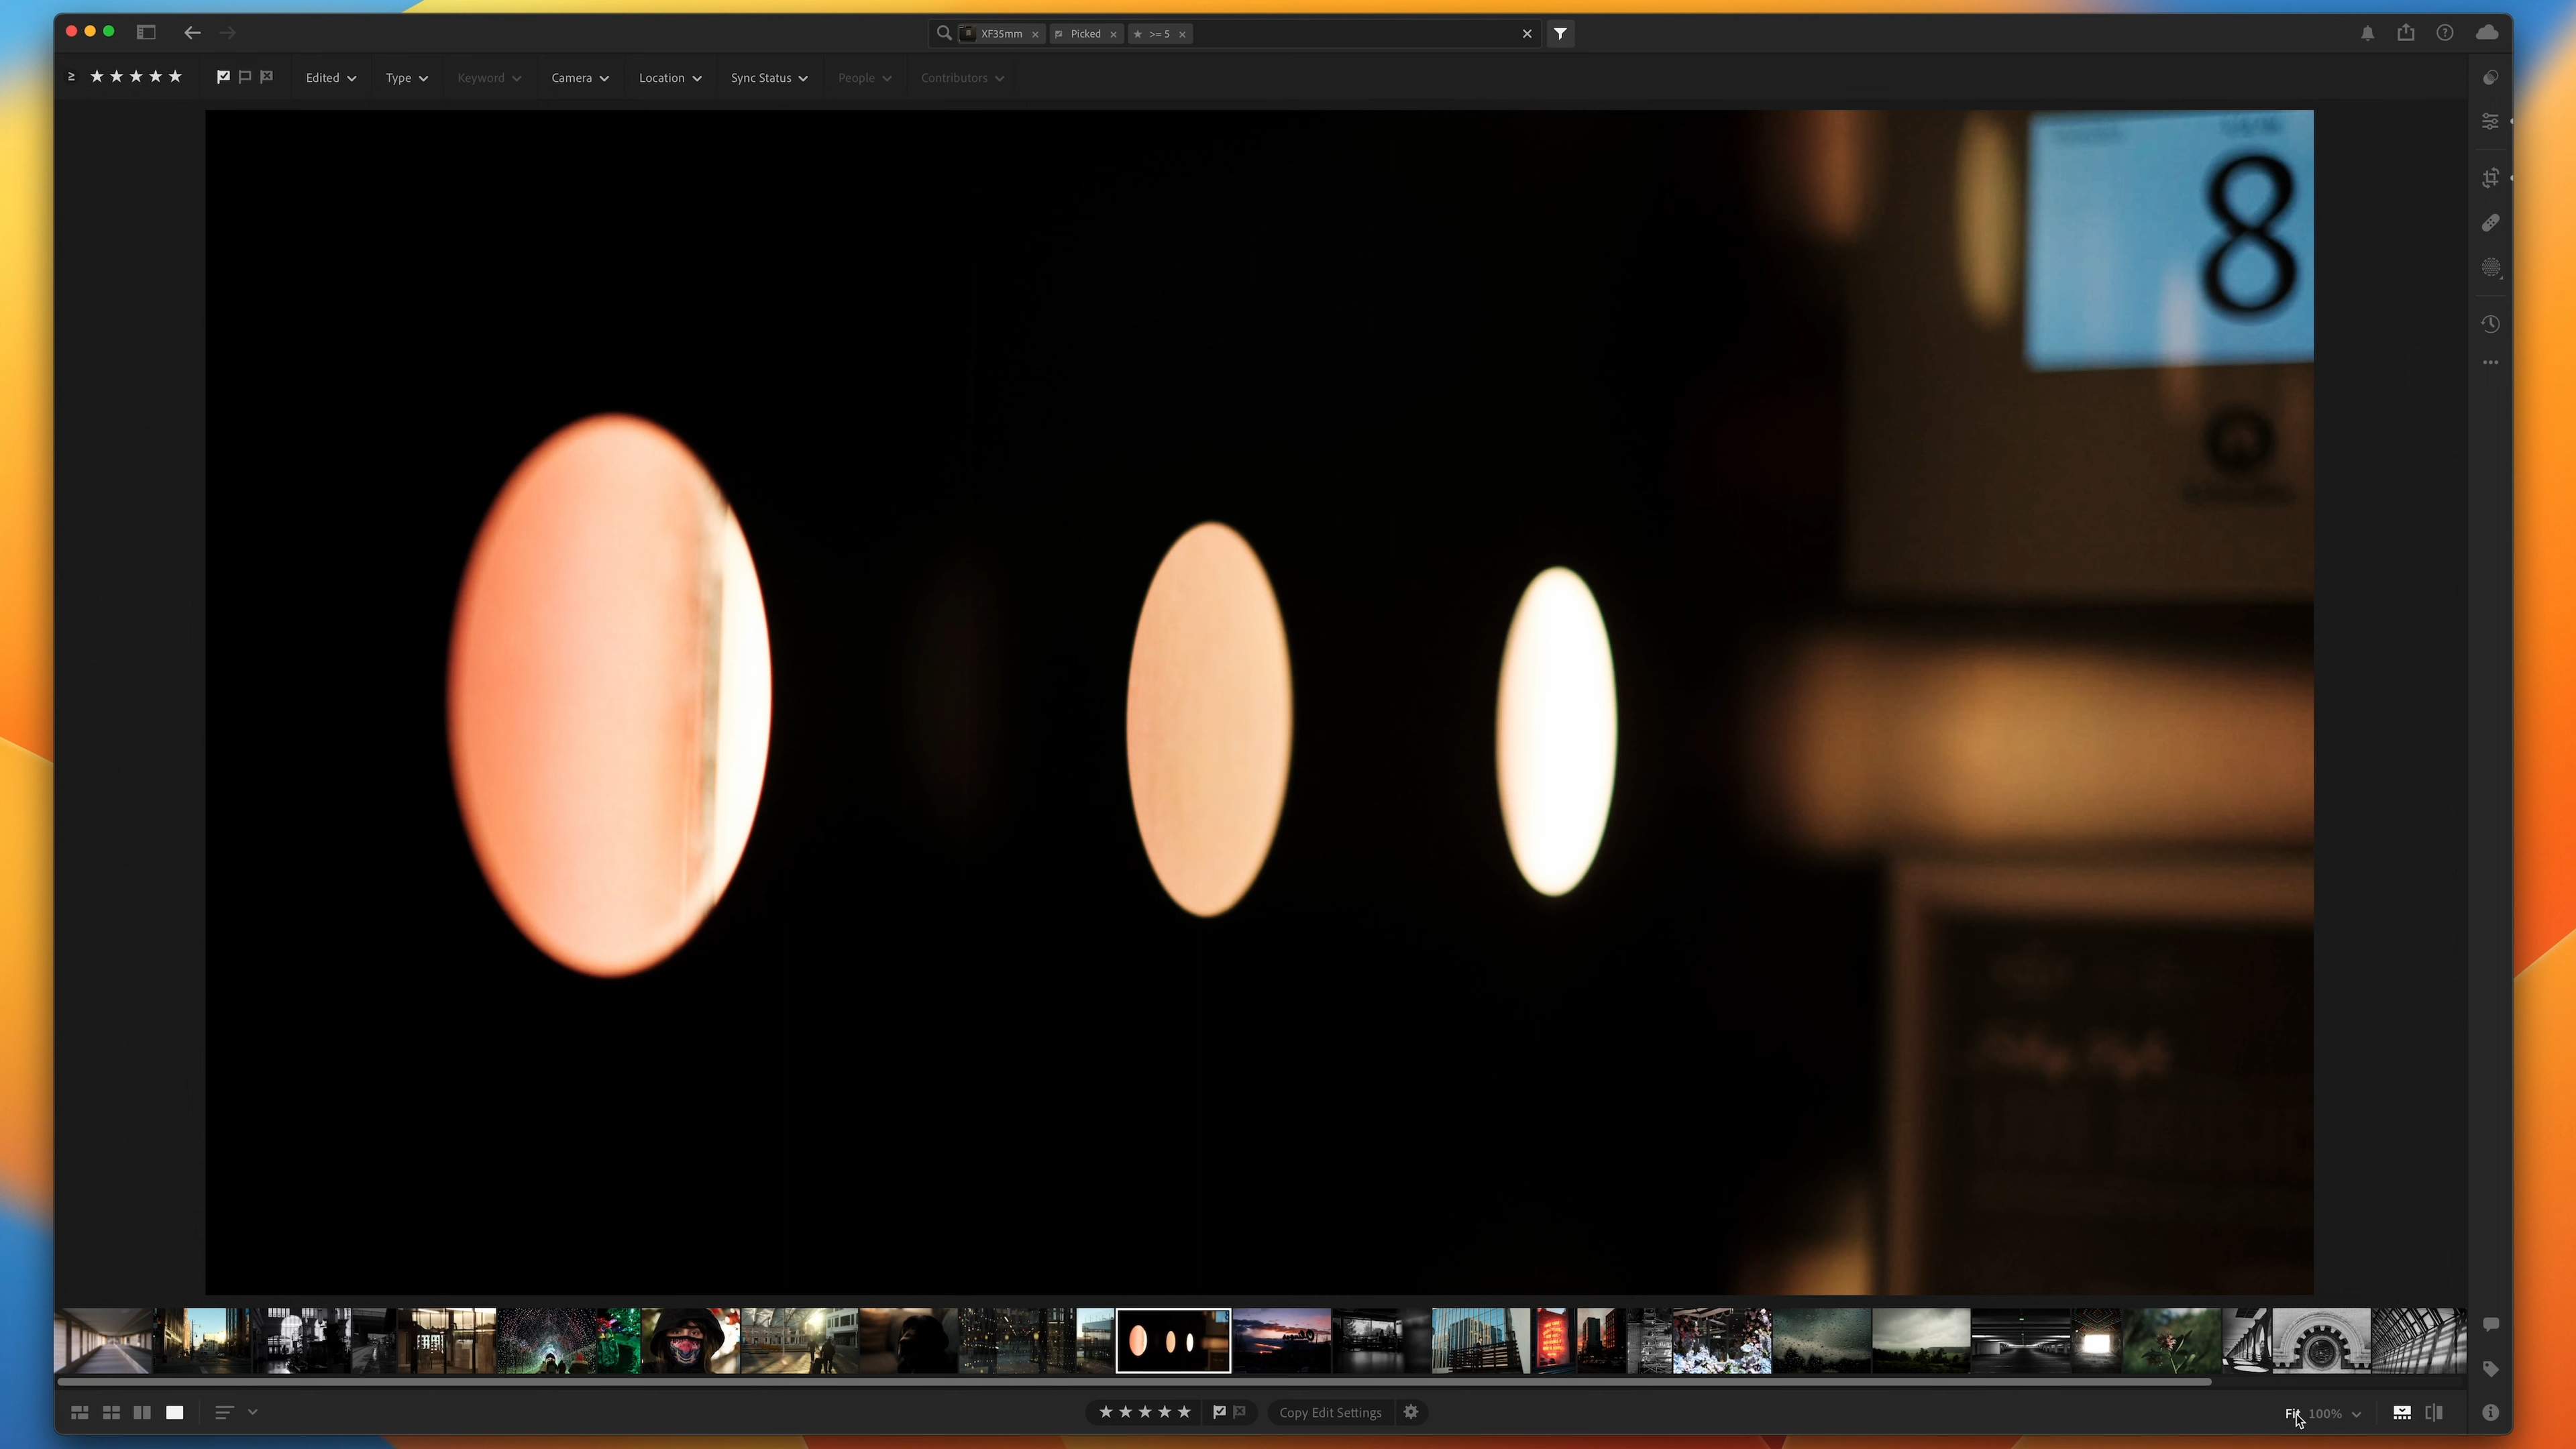 XF35mm
Picked
>= 5
≥
Edited
Type
Keyword
Camera
Location
Sync Status
People
Contributors
8
Copy Edit Settings
Fit
100%